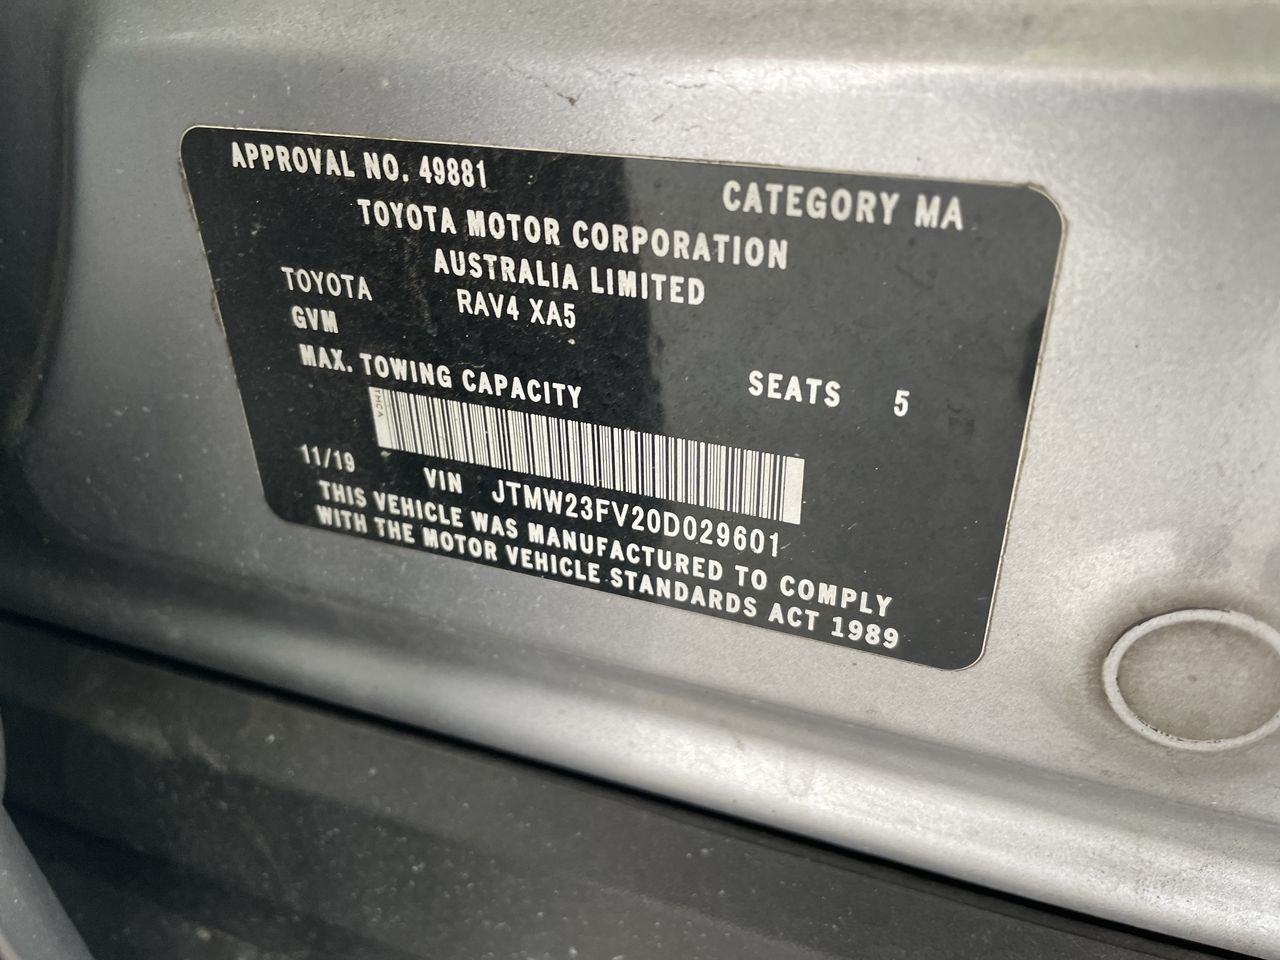 APPROVAL NO. 49881
CATEGORY MA
TOYOTA MOTOR CORPORATION
AUSTRALIA LIMITED
TOYOTA RAV4 XA5
GVM
MAX. TOWING CAPACITY
SEATS 5
TMCA
11/19
VIN JTMW23FV20D029601
THIS VEHICLE WAS MANUFACTURED TO COMPLY
WITH THE MOTOR VEHICLE STANDARDS ACT 1989